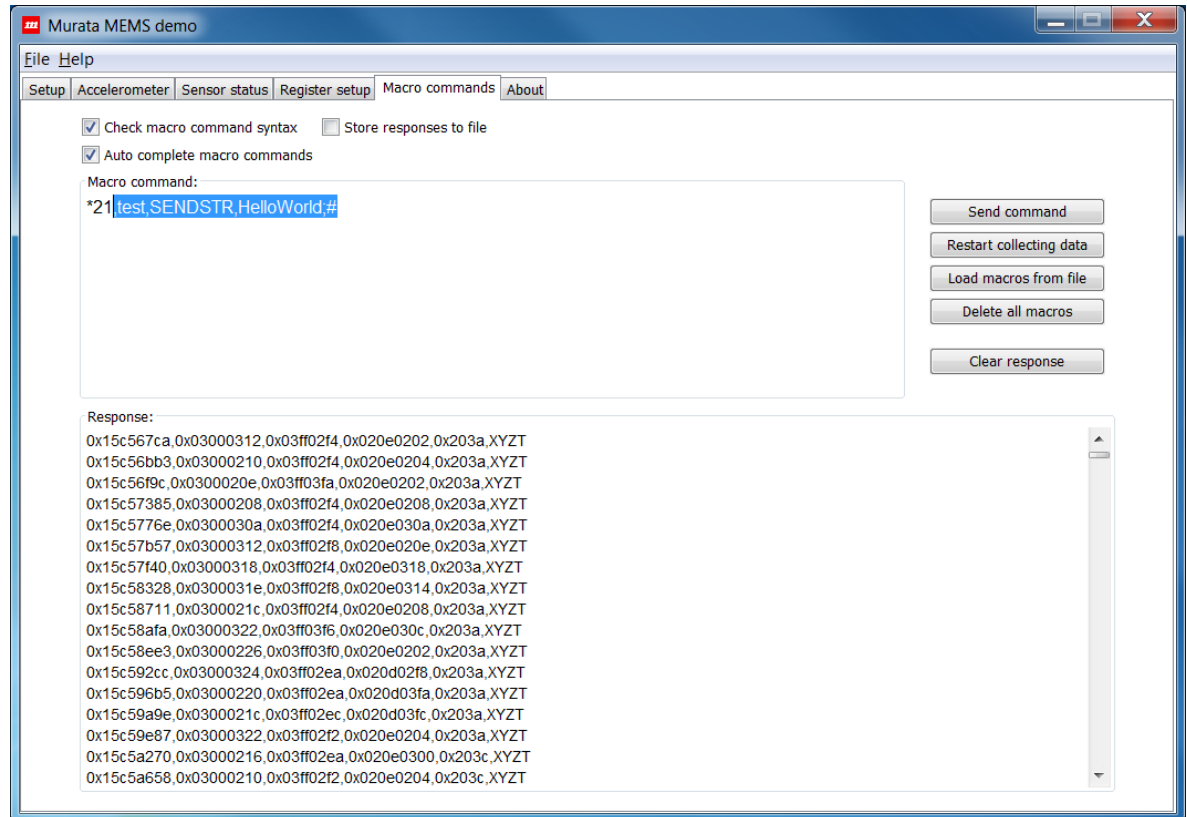 m Murata MEMS demo
File Help
Setup Accelerometer Sensor status Register setup Macro commands About
Check macro command syntax Store responses to file
Auto complete macro commands
Macro command:
*21,test,SENDSTR,HelloWorld;#
Send command
Restart collecting data
Load macros from file
Delete all macros
Clear response
Response:
0x15c567ca,0x03000312,0x03ff02f4,0x020e0202,0x203a,XYZT
0x15c56bb3,0x03000210,0x03ff02f4,0x020e0204,0x203a,XYZT
0x15c56f9c,0x0300020e,0x03ff03fa,0x020e0202,0x203a,XYZT
0x15c57385,0x03000208,0x03ff02f4,0x020e0208,0x203a,XYZT
0x15c5776e,0x0300030a,0x03ff02f4,0x020e030a,0x203a,XYZT
0x15c57b57,0x03000312,0x03ff02f8,0x020e020e,0x203a,XYZT
0x15c57f40,0x03000318,0x03ff02f4,0x020e0318,0x203a,XYZT
0x15c58328,0x0300031e,0x03ff02f8,0x020e0314,0x203a,XYZT
0x15c58711,0x0300021c,0x03ff02f4,0x020e0208,0x203a,XYZT
0x15c58afa,0x03000322,0x03ff03f6,0x020e030c,0x203a,XYZT
0x15c58ee3,0x03000226,0x03ff03f0,0x020e0202,0x203a,XYZT
0x15c592cc,0x03000324,0x03ff02ea,0x020d02f8,0x203a,XYZT
0x15c596b5,0x03000220,0x03ff02ea,0x020d03fa,0x203a,XYZT
0x15c59a9e,0x0300021c,0x03ff02ec,0x020d03fc,0x203a,XYZT
0x15c59e87,0x03000322,0x03ff02f2,0x020e0204,0x203a,XYZT
0x15c5a270,0x03000216,0x03ff02ea,0x020e0300,0x203c,XYZT
0x15c5a658,0x03000210,0x03ff02f2,0x020e0204,0x203c,XYZT